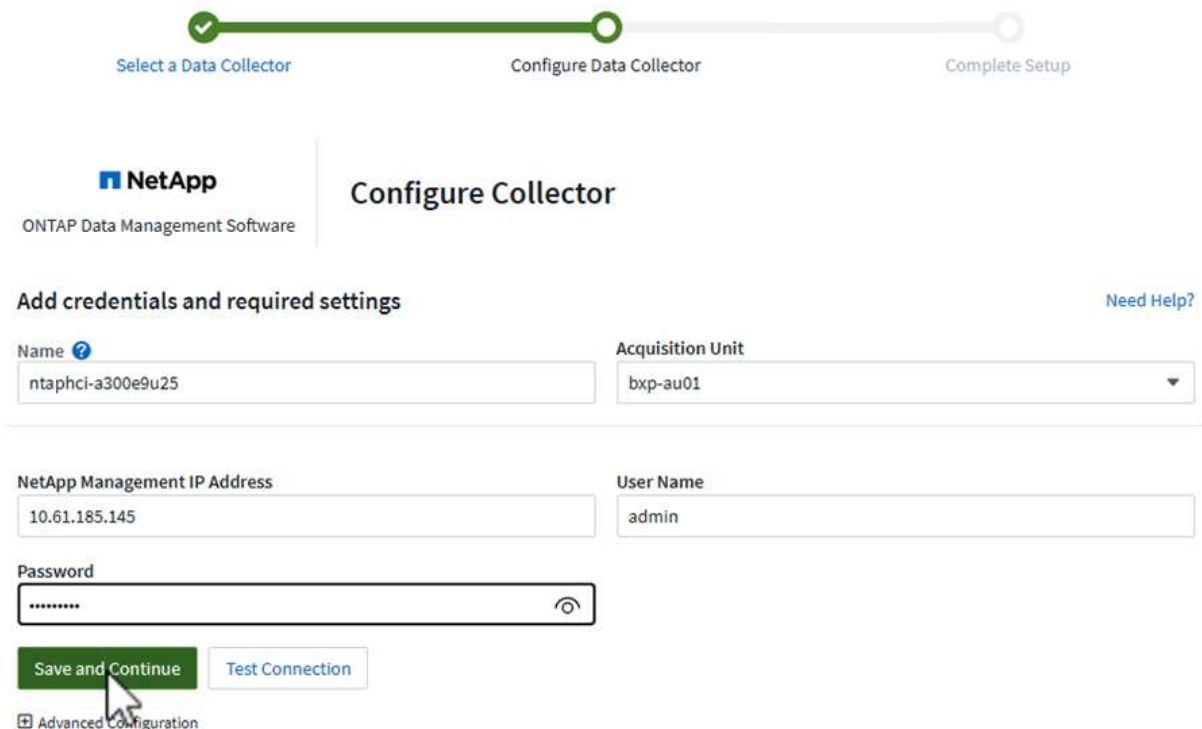 Select a Data Collector
Configure Data Collector
Complete Setup
NetApp
ONTAP Data Management Software
Configure Collector
Add credentials and required settings
Need Help?
Name ?
Acquisition Unit
ntaphci-a300e9u25
bxp-au01
NetApp Management IP Address
User Name
10.61.185.145
admin
Password
•••••••••
Save and Continue
Test Connection
Advanced Configuration